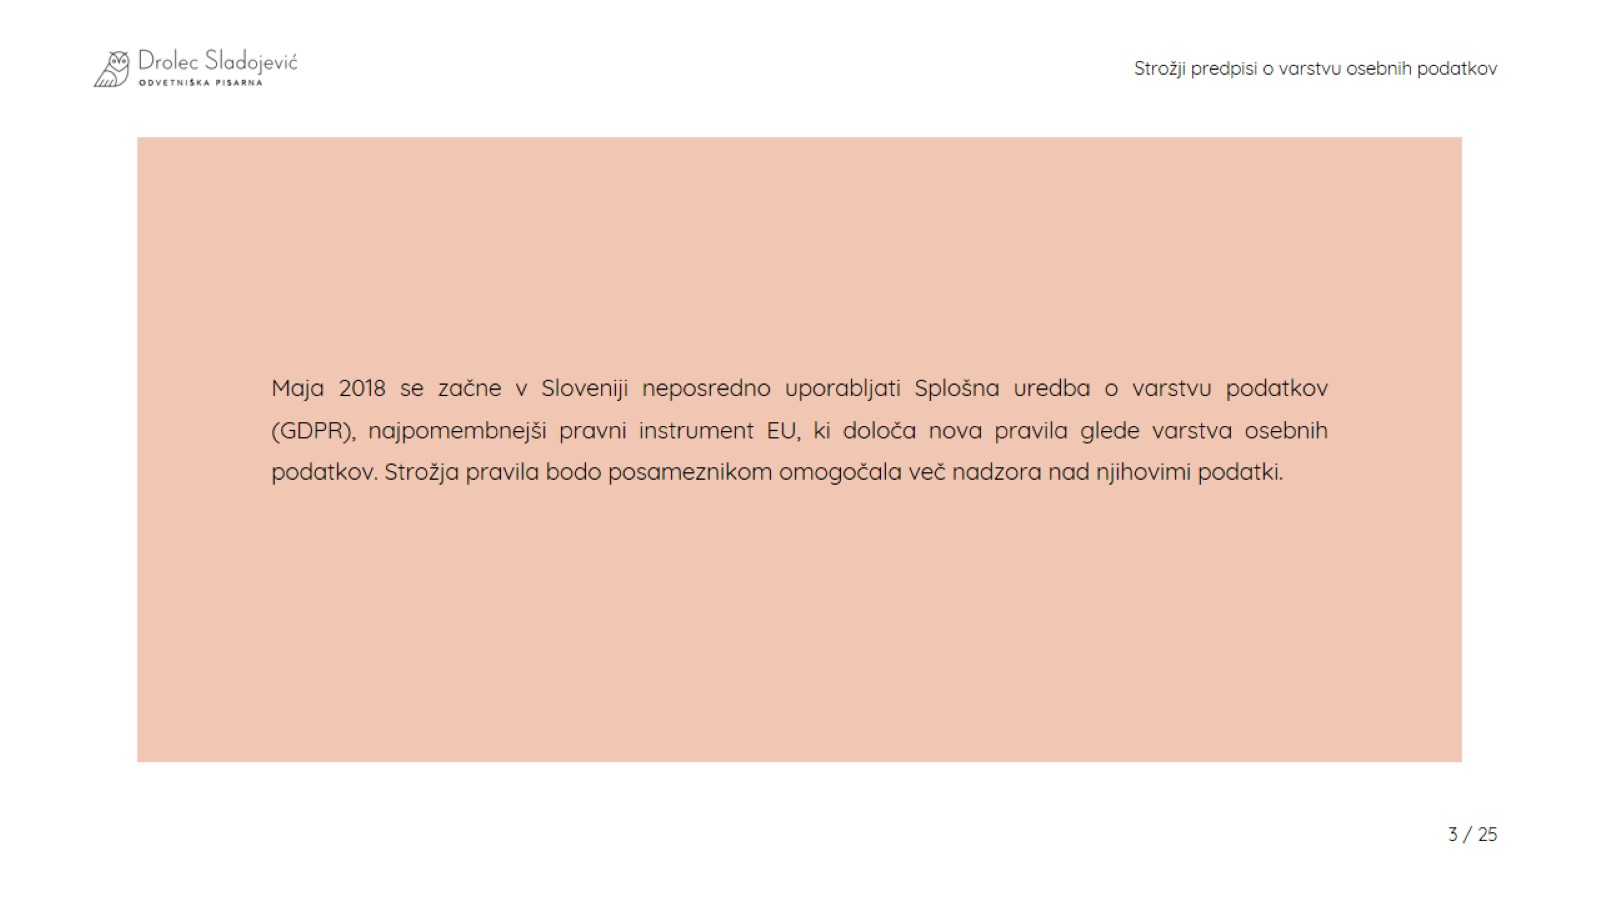 Drolec Sladojević
ODVETNIŠKA PISARNA
Strožji predpisi o varstvu osebnih podatkov
Maja 2018 se začne v Sloveniji neposredno uporabljati Splošna uredba o varstvu podatkov
(GDPR), najpomembnejši pravni instrument EU, ki določa nova pravila glede varstva osebnih
podatkov. Strožja pravila bodo posameznikom omogočala več nadzora nad njihovimi podatki.
3 / 25